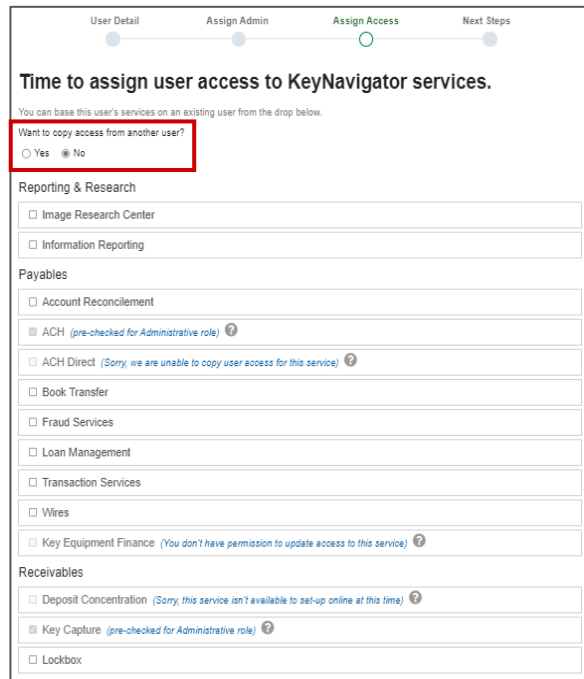 User Detail Assign Admin Assign Access Next Steps
Time to assign user access to KeyNavigator services.
You can base this user's services on an existing user from the drop below.
Want to copy access from another user?
Yes No
Reporting & Research
Image Research Center
Information Reporting
Payables
Account Reconcilement
ACH (pre-checked for Administrative role) ?
ACH Direct (Sorry, we are unable to copy user access for this service) ?
Book Transfer
Fraud Services
Loan Management
Transaction Services
Wires
Key Equipment Finance (You don't have permission to update access to this service) ?
Receivables
Deposit Concentration (Sorry, this service isn't available to set-up online at this time) ?
Key Capture (pre-checked for Administrative role) ?
Lockbox